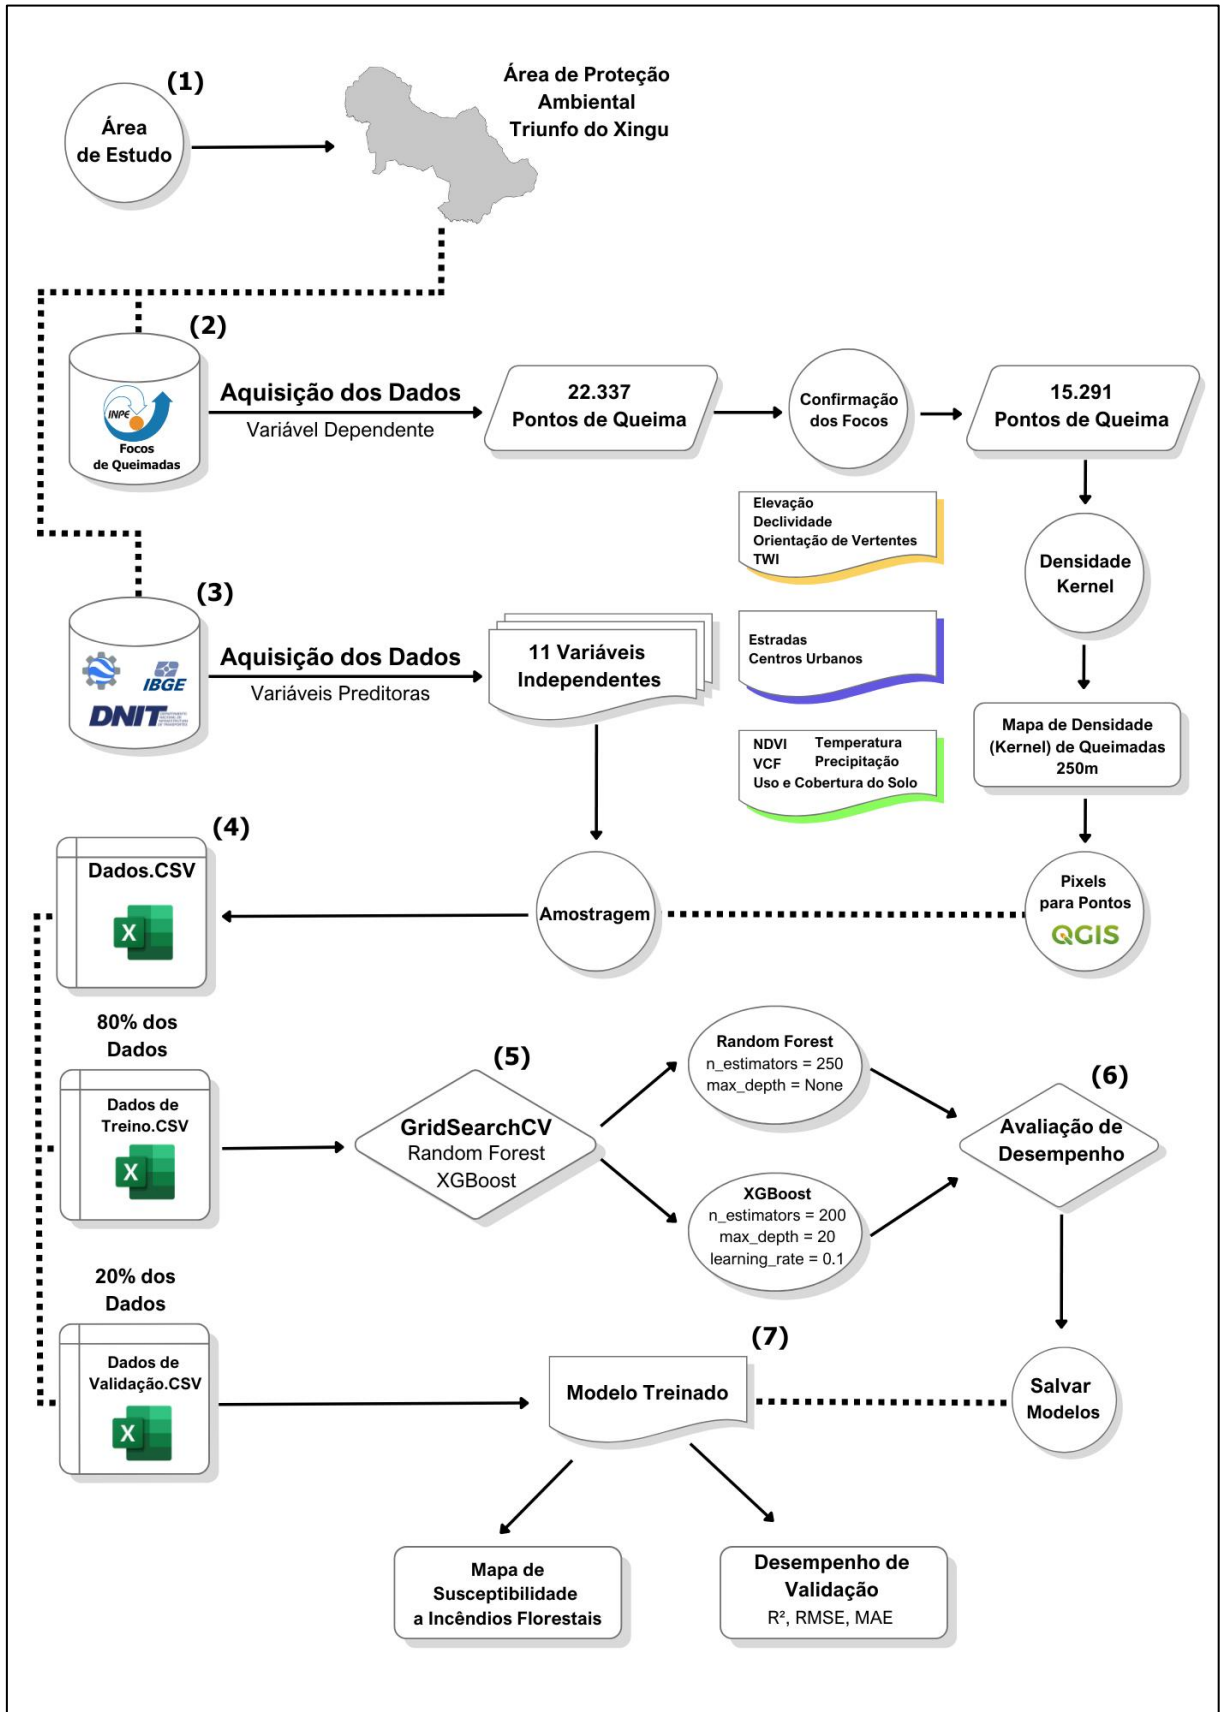 (1)
Área
de Estudo
Área de Proteção
Ambiental
Triunfo do Xingu
(2)
INPE
Focos
de Queimadas
Aquisição dos Dados
Variável Dependente
22.337
Pontos de Queima
Confirmação
dos Focos
15.291
Pontos de Queima
Elevação
Declividade
Orientação de Vertentes
TWI
Densidade
Kernel
(3)
IBGE
DNIT
Aquisição dos Dados
Variáveis Preditoras
11 Variáveis
Independentes
Estradas
Centros Urbanos
NDVI Temperatura
VCF Precipitação
Uso e Cobertura do Solo
Mapa de Densidade
(Kernel) de Queimadas
250m
(4)
Dados.CSV
X
Amostragem
Pixels
para Pontos
QGIS
80% dos
Dados
Dados de
Treino.CSV
X
(5)
GridSearchCV
Random Forest
XGBoost
Random Forest
n_estimators = 250
max_depth = None
XGBoost
n_estimators = 200
max_depth = 20
learning_rate = 0.1
(6)
Avaliação de
Desempenho
20% dos
Dados
Dados de
Validação.CSV
X
(7)
Modelo Treinado
Salvar
Modelos
Mapa de
Susceptibilidade
a Incêndios Florestais
Desempenho de
Validação
R², RMSE, MAE